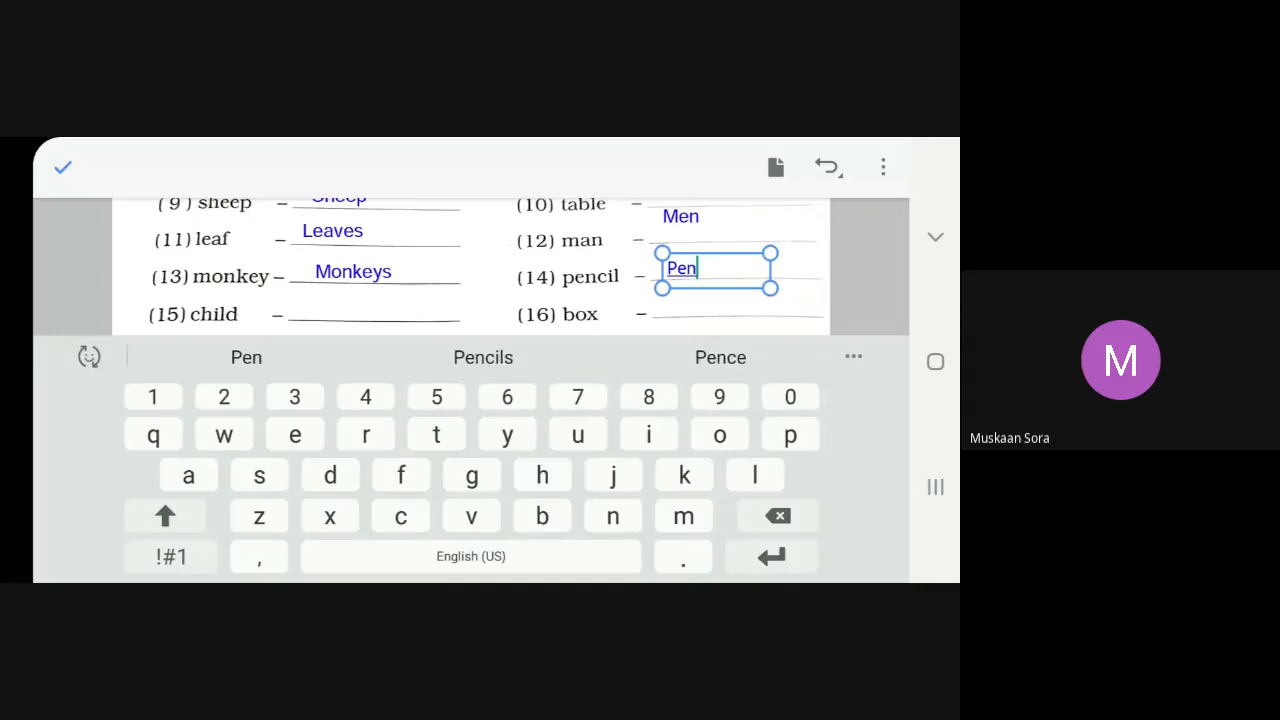 (9) sheep – Sheep (10) table –
(11) leaf – Leaves (12) man – Men
(13) monkey – Monkeys (14) pencil – Pen
(15) child – (16) box –
Pen Pencils Pence
1 2 3 4 5 6 7 8 9 0
q w e r t y u i o p
a s d f g h j k l
z x c v b n m
!#1 , English (US) .
M
Muskaan Sora